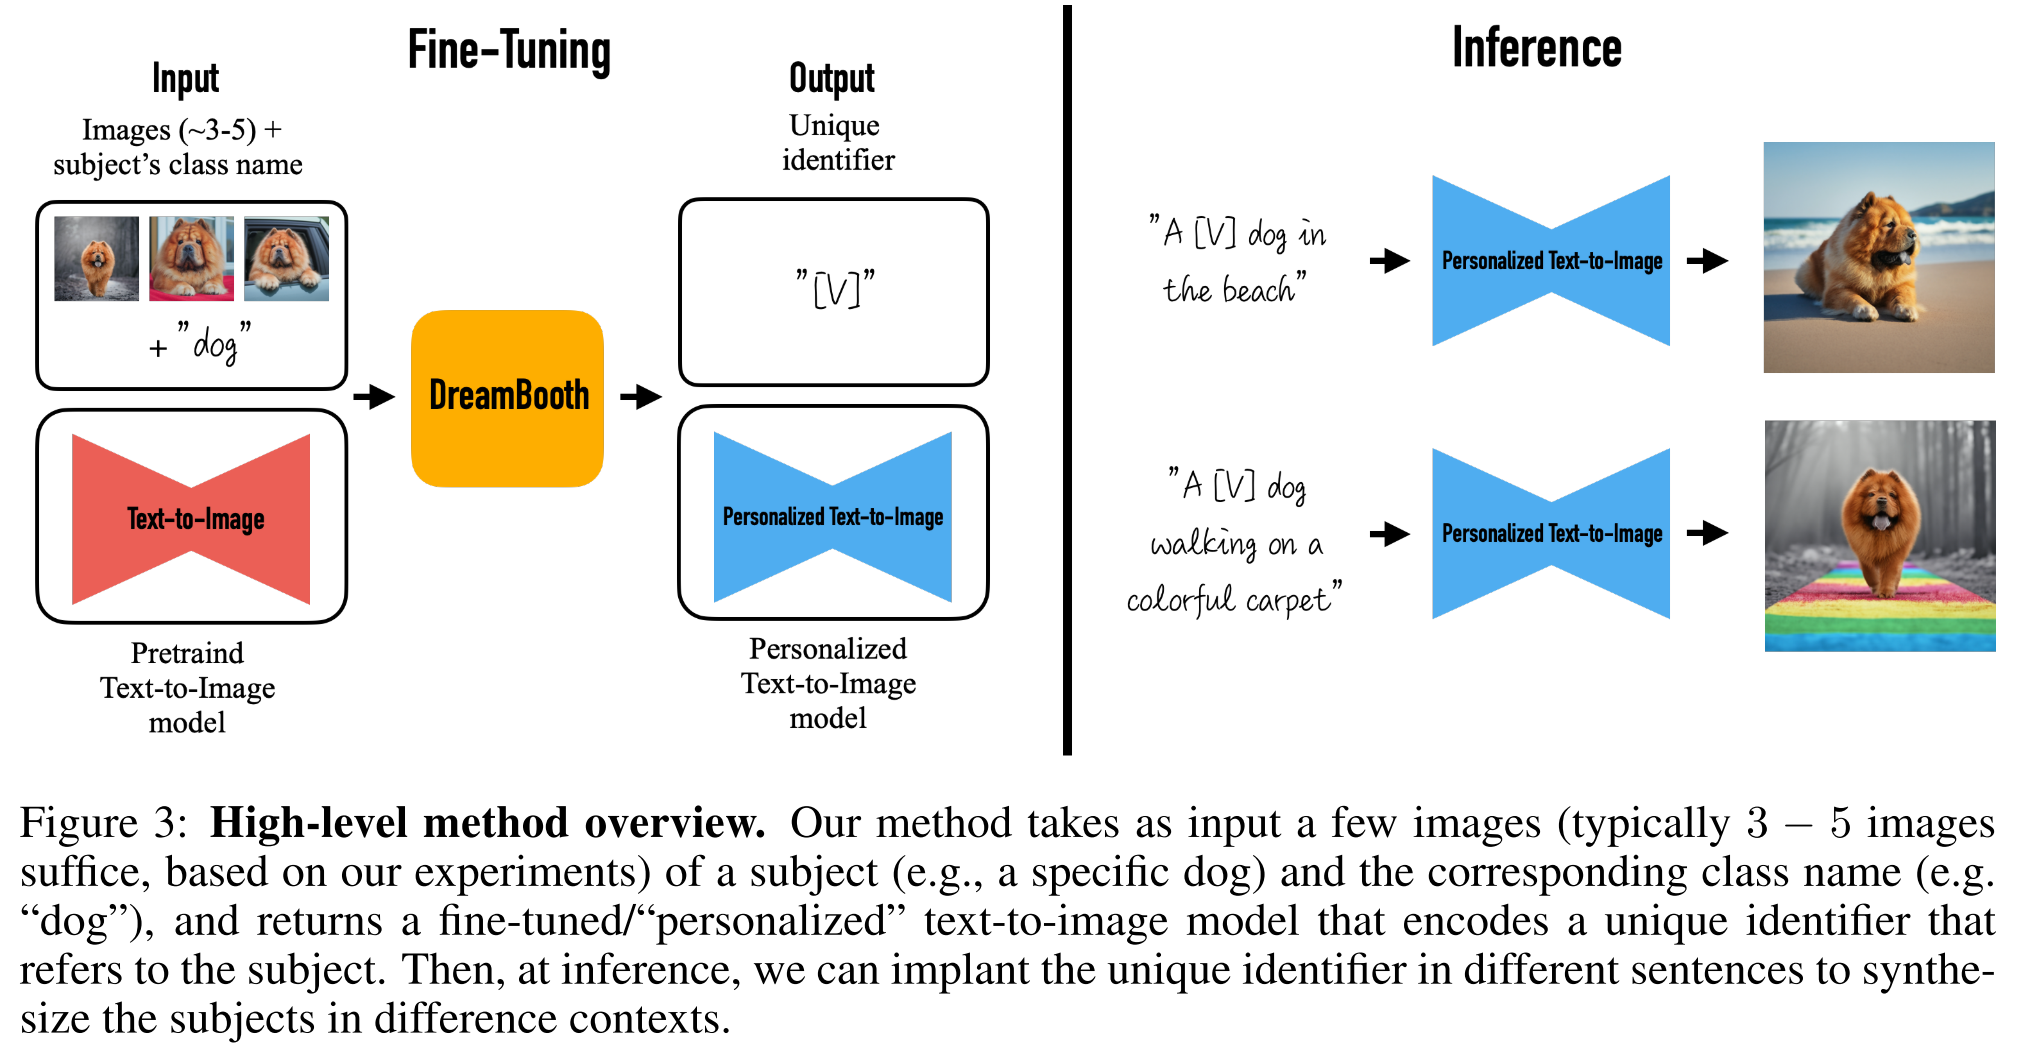 Fine-Tuning
Input
Images (~3-5) +
subject's class name
+ "dog"
Text-to-Image
Pretraind
Text-to-Image
model
DreamBooth
Output
Unique
identifier
"[V]"
Personalized Text-to-Image
Personalized
Text-to-Image
model
Inference
"A [V] dog in
the beach"
Personalized Text-to-Image
"A [V] dog
walking on a
colorful carpet"
Personalized Text-to-Image
Figure 3: High-level method overview. Our method takes as input a few images (typically 3 − 5 images
suffice, based on our experiments) of a subject (e.g., a specific dog) and the corresponding class name (e.g.
“dog”), and returns a fine-tuned/“personalized” text-to-image model that encodes a unique identifier that
refers to the subject. Then, at inference, we can implant the unique identifier in different sentences to synthe-
size the subjects in difference contexts.